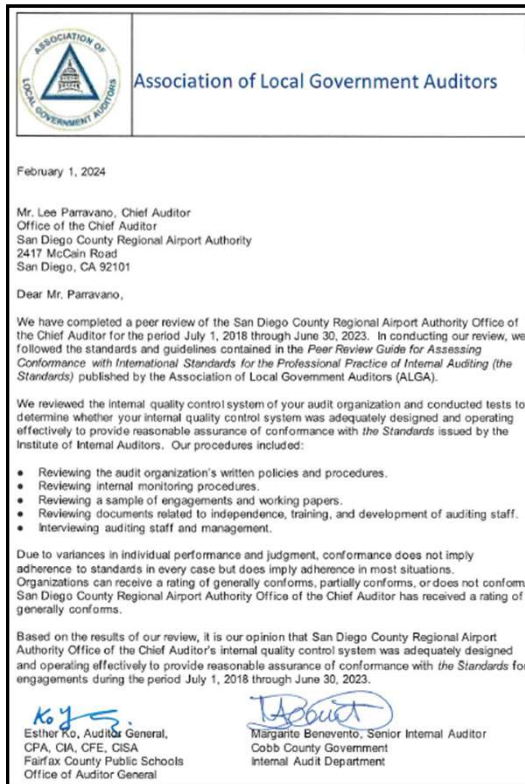 ASSOCIATION OF
LOCAL GOVERNMENT AUDITORS
Association of Local Government Auditors
February 1, 2024
Mr. Lee Parravano, Chief Auditor
Office of the Chief Auditor
San Diego County Regional Airport Authority
2417 McCain Road
San Diego, CA 92101
Dear Mr. Parravano,
We have completed a peer review of the San Diego County Regional Airport Authority Office of
the Chief Auditor for the period July 1, 2018 through June 30, 2023. In conducting our review, we
followed the standards and guidelines contained in the Peer Review Guide for Assessing
Conformance with International Standards for the Professional Practice of Internal Auditing (the
Standards) published by the Association of Local Government Auditors (ALGA).
We reviewed the internal quality control system of your audit organization and conducted tests to
determine whether your internal quality control system was adequately designed and operating
effectively to provide reasonable assurance of conformance with the Standards issued by the
Institute of Internal Auditors. Our procedures included:
• Reviewing the audit organization's written policies and procedures.
• Reviewing internal monitoring procedures.
• Reviewing a sample of engagements and working papers.
• Reviewing documents related to independence, training, and development of auditing staff.
• Interviewing auditing staff and management.
Due to variances in individual performance and judgment, conformance does not imply
adherence to standards in every case but does imply adherence in most situations.
Organizations can receive a rating of generally conforms, partially conforms, or does not conform.
San Diego County Regional Airport Authority Office of the Chief Auditor has received a rating of
generally conforms.
Based on the results of our review, it is our opinion that San Diego County Regional Airport
Authority Office of the Chief Auditor's internal quality control system was adequately designed
and operating effectively to provide reasonable assurance of conformance with the Standards for
engagements during the period July 1, 2018 through June 30, 2023.
Esther Ko, Auditor General,
CPA, CIA, CFE, CISA
Fairfax County Public Schools
Office of Auditor General
Margarite Benevento, Senior Internal Auditor
Cobb County Government
Internal Audit Department